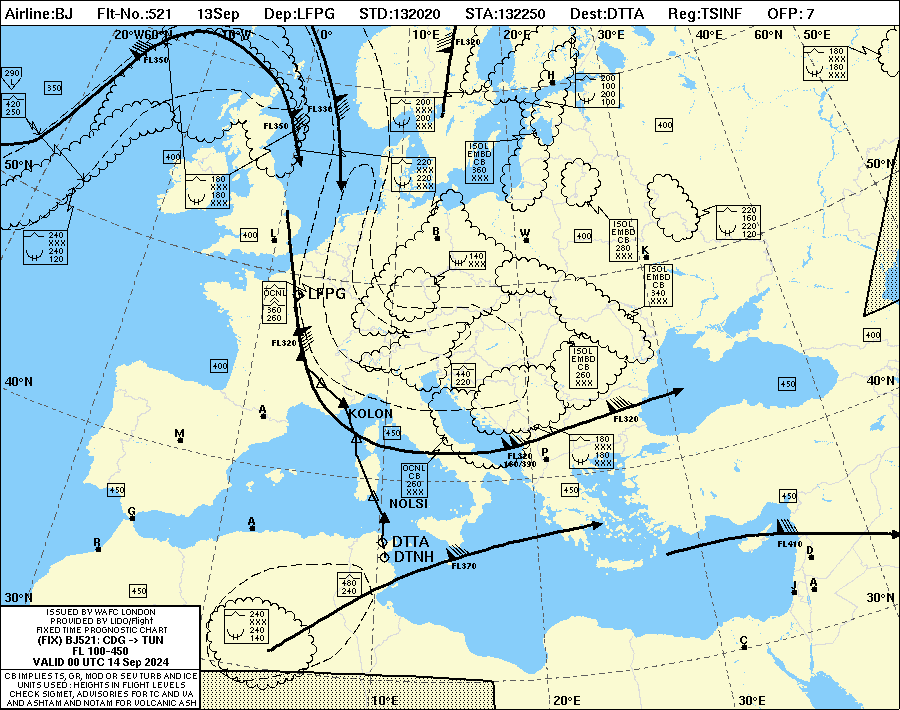 Airline:BJ Flt-No.:521 13Sep Dep:LFPG STD:132020 STA:132250 Dest:DTTA Reg:TSINF OFP: 7
20°W 60°N 10°W 0° 10°E 20°E 30°E 40°E 60°N 50°E
FL350
FL320
290
L
420
250
350
FL330
FL350
200
XXX
200
XXX
H
200
100
200
100
180
XXX
180
XXX
400
400
50°N
50°N
180
XXX
180
XXX
220
XXX
220
XXX
ISOL
EMBD
CB
360
XXX
240
XXX
240
120
400
L
B
W
400
ISOL
EMBD
CB
280
XXX
K
220
160
220
120
140
XXX
ISOL
EMBD
CB
340
XXX
OCNL
360
260
LFPG
FL320
400
400
440
220
ISOL
EMBD
CB
260
XXX
40°N
450
40°N
A
KOLON
M
450
FL320
FL320
160/390
P
180
XXX
180
XXX
OCNL
CB
260
XXX
NOLSI
450
450
450
G
A
R
DTTA
DTNH
FL370
FL410
D
30°N
450
480
240
J
A
30°N
240
XXX
240
140
C
ISSUED BY WAFC LONDON
PROVIDED BY LIDO/Flight
FIXED TIME PROGNOSTIC CHART
(FIX) BJ521: CDG -> TUN
FL 100-450
VALID 00 UTC 14 Sep 2024
CB IMPLIES TS, GR, MOD OR SEV TURB AND ICE
UNITS USED : HEIGHTS IN FLIGHT LEVELS
CHECK SIGMET, ADVISORIES FOR TC AND VA
AND ASHTAM AND NOTAM FOR VOLCANIC ASH
10°E 20°E 30°E